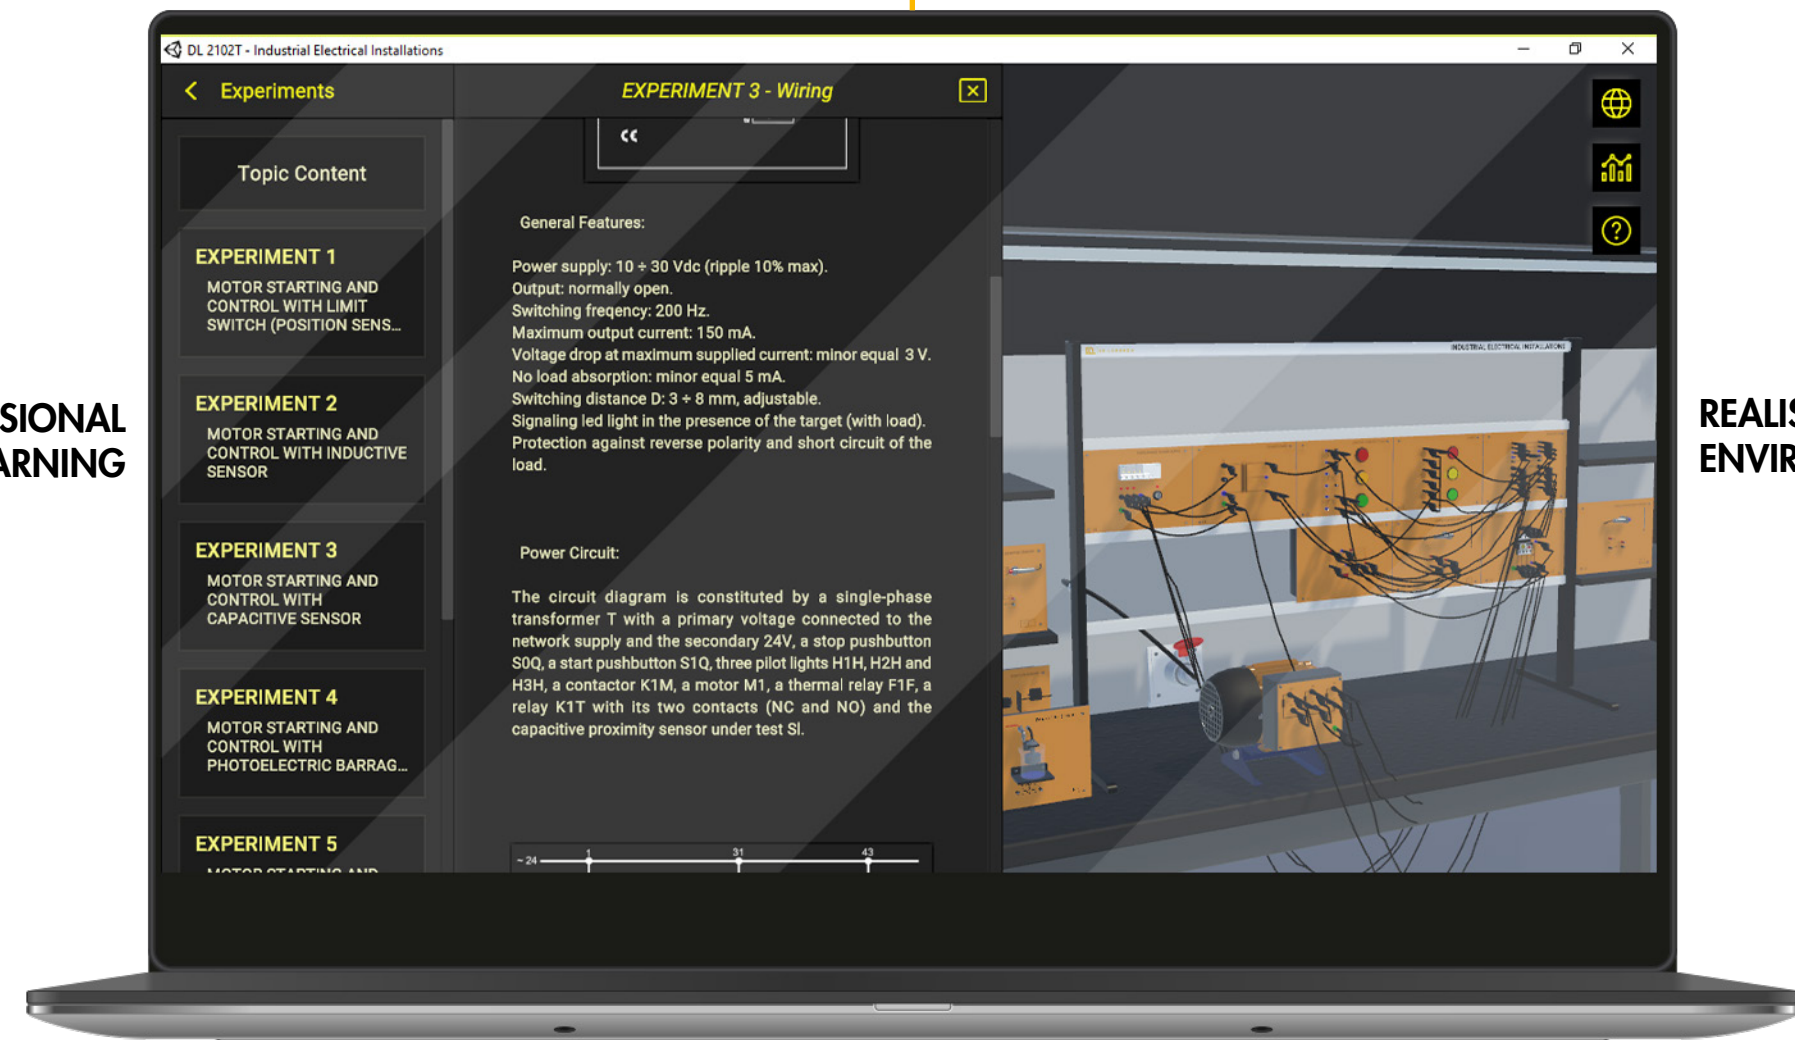 DL 2102T - Industrial Electrical Installations
Experiments
EXPERIMENT 3 - Wiring
Topic Content
EXPERIMENT 1
MOTOR STARTING AND
CONTROL WITH LIMIT
SWITCH (POSITION SENS...
EXPERIMENT 2
MOTOR STARTING AND
CONTROL WITH INDUCTIVE
SENSOR
EXPERIMENT 3
MOTOR STARTING AND
CONTROL WITH
CAPACITIVE SENSOR
EXPERIMENT 4
MOTOR STARTING AND
CONTROL WITH
PHOTOELECTRIC BARRAG...
EXPERIMENT 5
MOTOR STARTING AND
CE
General Features:
Power supply: 10 ÷ 30 Vdc (ripple 10% max).
Output: normally open.
Switching freqency: 200 Hz.
Maximum output current: 150 mA.
Voltage drop at maximum supplied current: minor equal 3 V.
No load absorption: minor equal 5 mA.
Switching distance D: 3 ÷ 8 mm, adjustable.
Signaling led light in the presence of the target (with load).
Protection against reverse polarity and short circuit of the
load.
Power Circuit:
The circuit diagram is constituted by a single-phase
transformer T with a primary voltage connected to the
network supply and the secondary 24V, a stop pushbutton
S0Q, a start pushbutton S1Q, three pilot lights H1H, H2H and
H3H, a contactor K1M, a motor M1, a thermal relay F1F, a
relay K1T with its two contacts (NC and NO) and the
capacitive proximity sensor under test Sl.
~ 24 1 31 43
INDUSTRIAL ELECTRICAL INSTALLATIONS
SIONAL
ARNING
REALIS
ENVIR